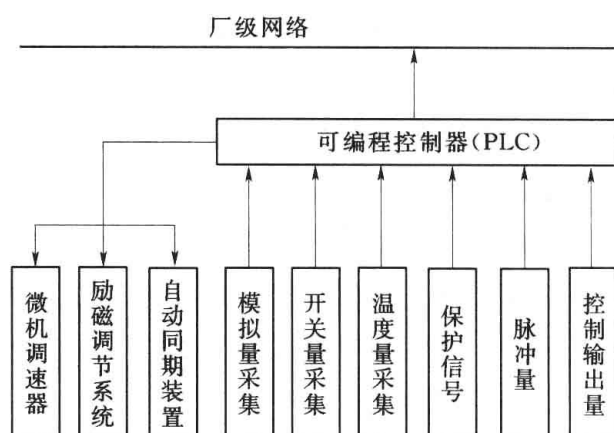 厂级网络
可编程控制器(PLC)
微机调速器
励磁调节系统
自动同期装置
模拟量采集
开关量采集
温度量采集
保护信号
脉冲量
控制输出量